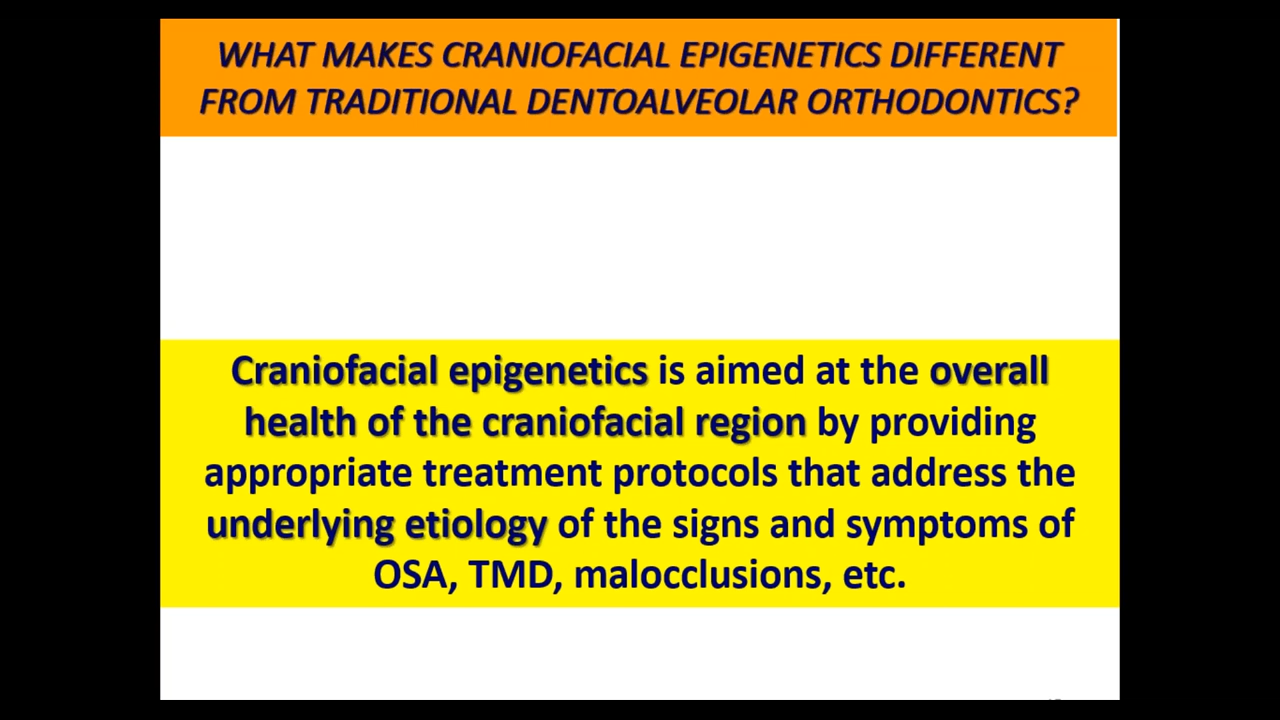 WHAT MAKES CRANIOFACIAL EPIGENETICS DIFFERENT
FROM TRADITIONAL DENTOALVEOLAR ORTHODONTICS?
Craniofacial epigenetics is aimed at the overall
health of the craniofacial region by providing
appropriate treatment protocols that address the
underlying etiology of the signs and symptoms of
OSA, TMD, malocclusions, etc.